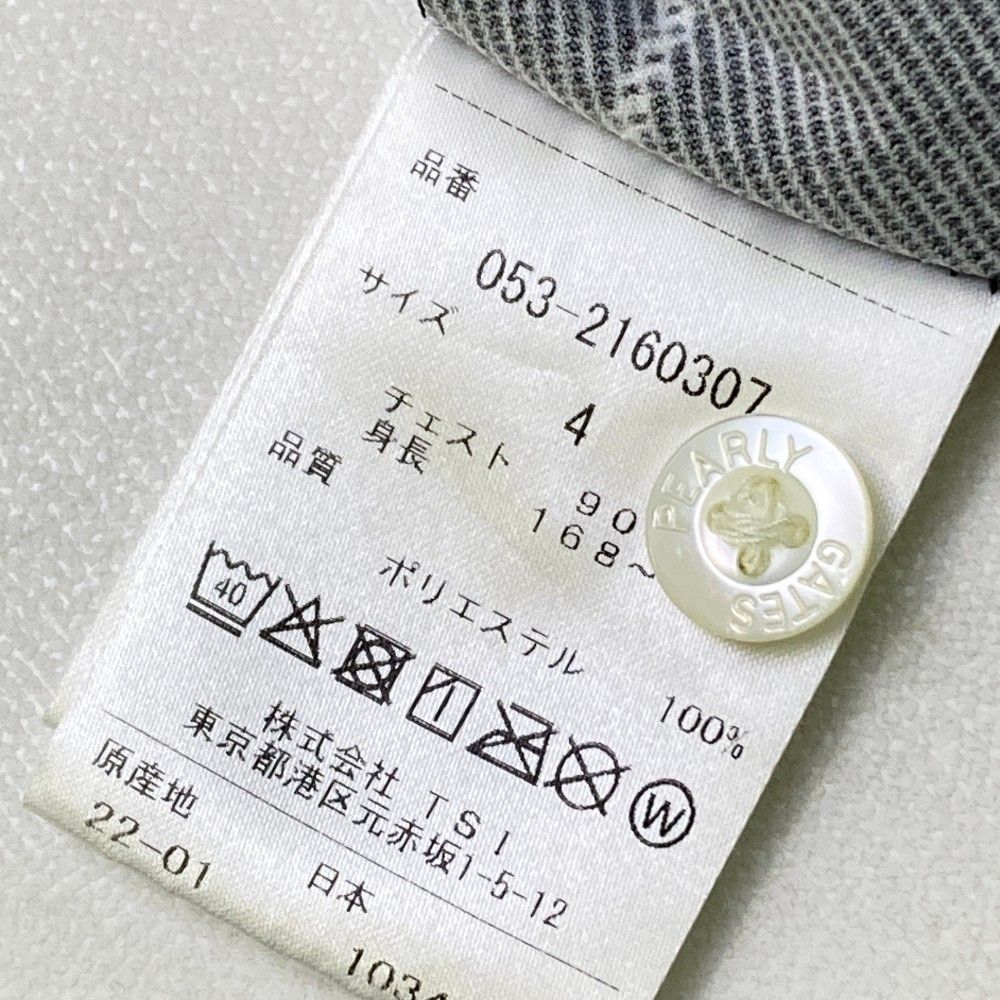 品番
053-2160307
サイズ
4
チェスト 90
身長 168~
品質
ポリエステル 100%
40
W
株式会社 TSI
東京都港区元赤坂1-5-12
原産地 日本
22-01
1034
PEARLY
GATES